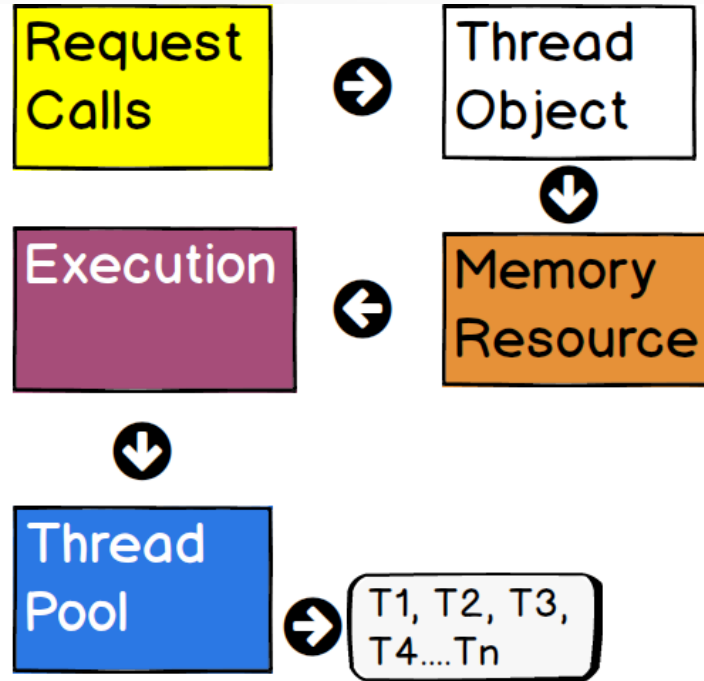 Request
Calls
Thread
Object
Execution
Memory
Resource
Thread
Pool
T1, T2, T3,
T4....Tn